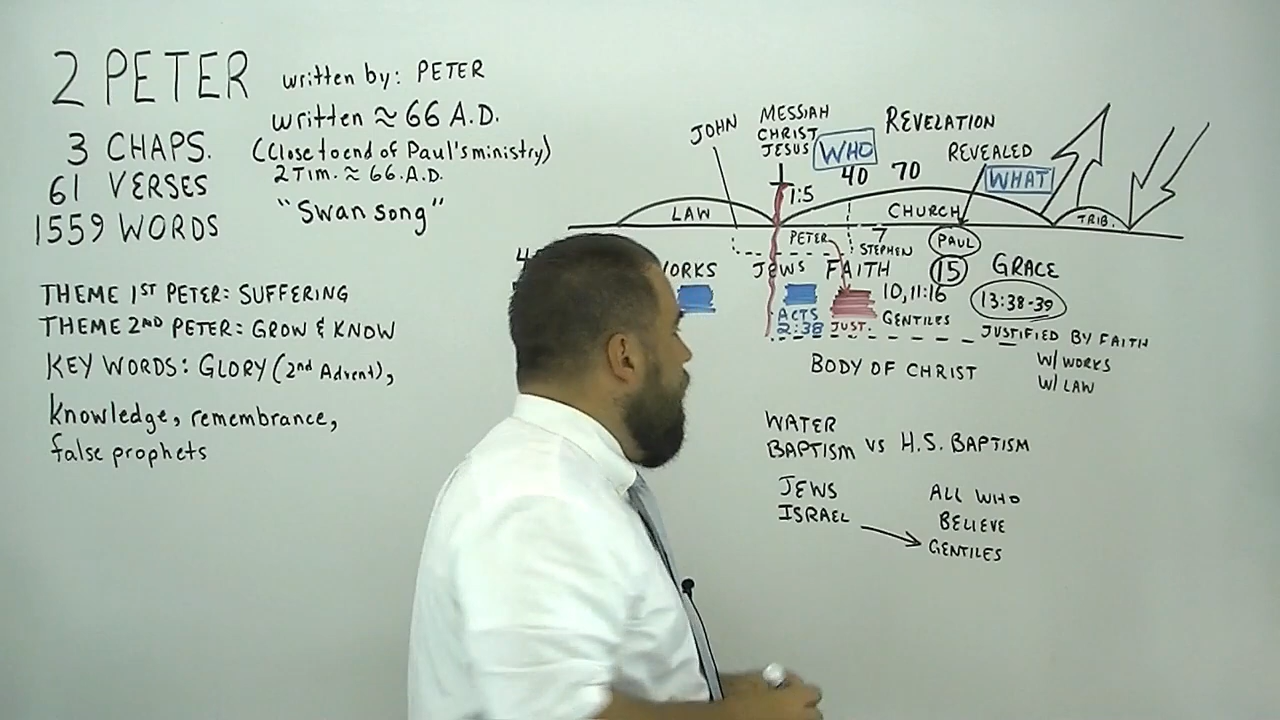 2 PETER
written by: PETER
written ≈ 66 A.D.
(Close to end of Paul's ministry)
2 Tim. ≈ 66. A.D.
"Swan song"
3 CHAPS.
61 VERSES
1559 WORDS
THEME 1ST PETER: SUFFERING
THEME 2ND PETER: GROW & KNOW
KEY WORDS: GLORY (2nd Advent),
knowledge, remembrance,
false prophets
JOHN
MESSIAH
CHRIST
JESUS
WHO
REVELATION
REVEALED
WHAT
40 70
1:5
LAW
CHURCH
TRIB.
PETER
7
STEPHEN
PAUL
15
JEWS
FAITH
GRACE
10, 11:16
GENTILES
13:38-39
ACTS
2:38
JUST.
JUSTIFIED BY FAITH
W/ WORKS
W/ LAW
BODY OF CHRIST
WATER
BAPTISM VS H.S. BAPTISM
JEWS
ISRAEL
ALL WHO
BELIEVE
GENTILES